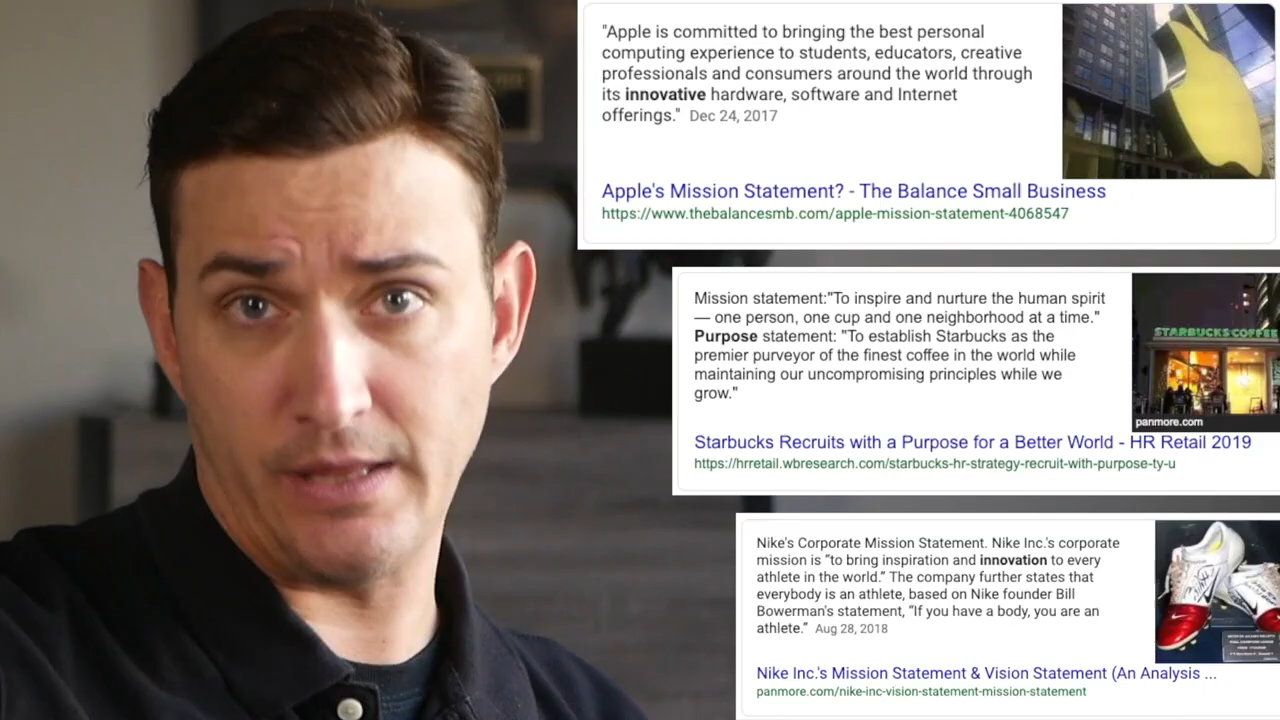 "Apple is committed to bringing the best personal
computing experience to students, educators, creative
professionals and consumers around the world through
its innovative hardware, software and Internet
offerings." Dec 24, 2017
Apple's Mission Statement? - The Balance Small Business
https://www.thebalancesmb.com/apple-mission-statement-4068547
Mission statement:"To inspire and nurture the human spirit
— one person, one cup and one neighborhood at a time."
Purpose statement: "To establish Starbucks as the
premier purveyor of the finest coffee in the world while
maintaining our uncompromising principles while we
grow."
STARBUCKS COFFEE
panmore.com
Starbucks Recruits with a Purpose for a Better World - HR Retail 2019
https://hrretail.wbresearch.com/starbucks-hr-strategy-recruit-with-purpose-ty-u
Nike's Corporate Mission Statement. Nike Inc.'s corporate
mission is “to bring inspiration and innovation to every
athlete in the world.” The company further states that
everybody is an athlete, based on Nike founder Bill
Bowerman's statement, “If you have a body, you are an
athlete.” Aug 28, 2018
Nike Inc.'s Mission Statement & Vision Statement (An Analysis ...
panmore.com/nike-inc-vision-statement-mission-statement